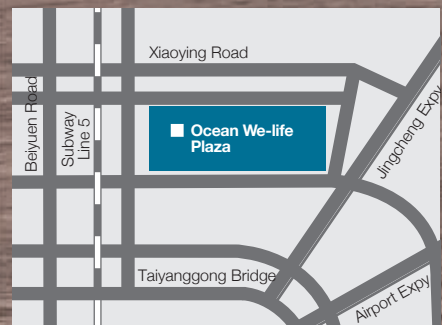 Xiaoying Road
Beiyuen Road
Subway
Line 5
Ocean We-life
Plaza
Jingcheng Expy
Taiyanggong Bridge
Airport Expy